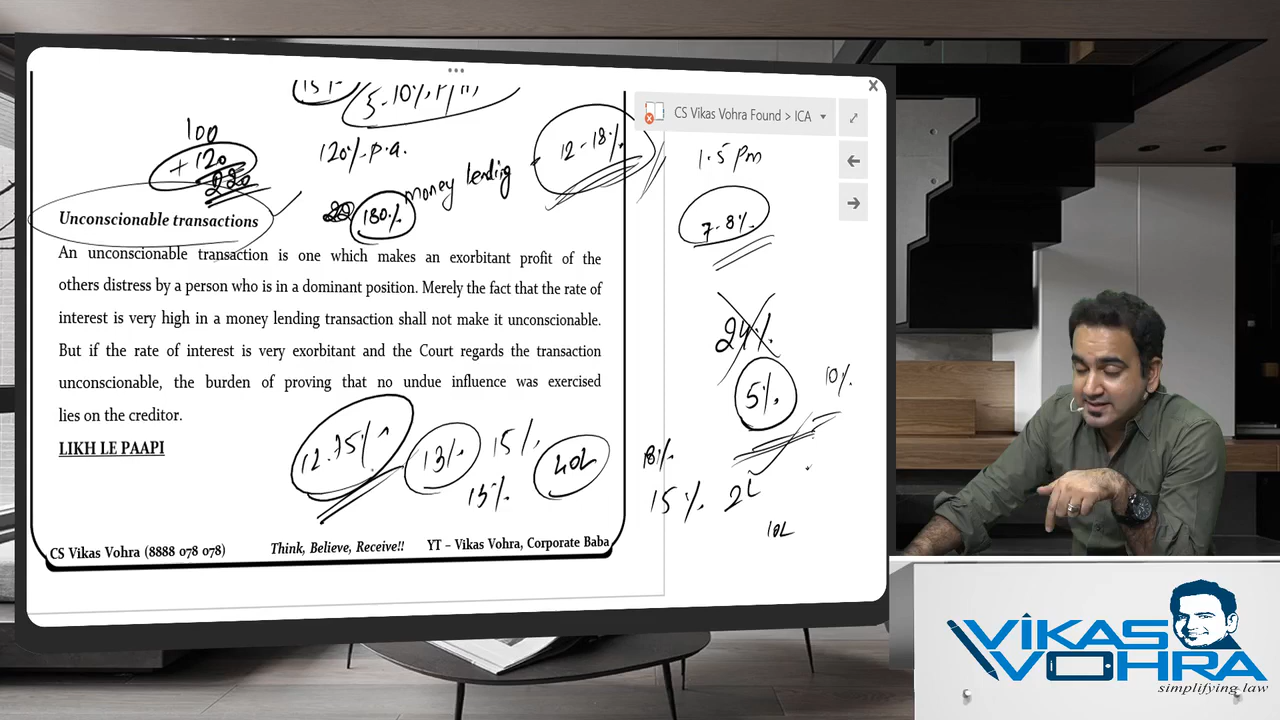 5-10%
100
+ 120
220
120% p.a.
180%
money lending
12-18%
CS Vikas Vohra Found > ICA
1.5 pm
7-8%
Unconscionable transactions
An unconscionable transaction is one which makes an exorbitant profit of the
others distress by a person who is in a dominant position. Merely the fact that the rate of
interest is very high in a money lending transaction shall not make it unconscionable.
But if the rate of interest is very exorbitant and the Court regards the transaction
unconscionable, the burden of proving that no undue influence was exercised
lies on the creditor.
LIKH LE PAAPI
24%
5%
10%
12.75%
13%
15%
15%
40L
18%
15% 2L
10L
CS Vikas Vohra (8888 078 078)
Think, Believe, Receive!!
YT – Vikas Vohra, Corporate Baba
VIKAS
VOHRA
simplifying law